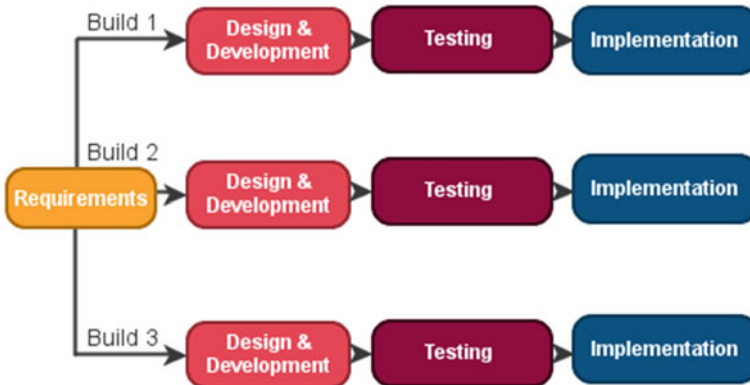 Build 1
Design &
Development
Testing
Implementation
Build 2
Requirements
Design &
Development
Testing
Implementation
Build 3
Design &
Development
Testing
Implementation